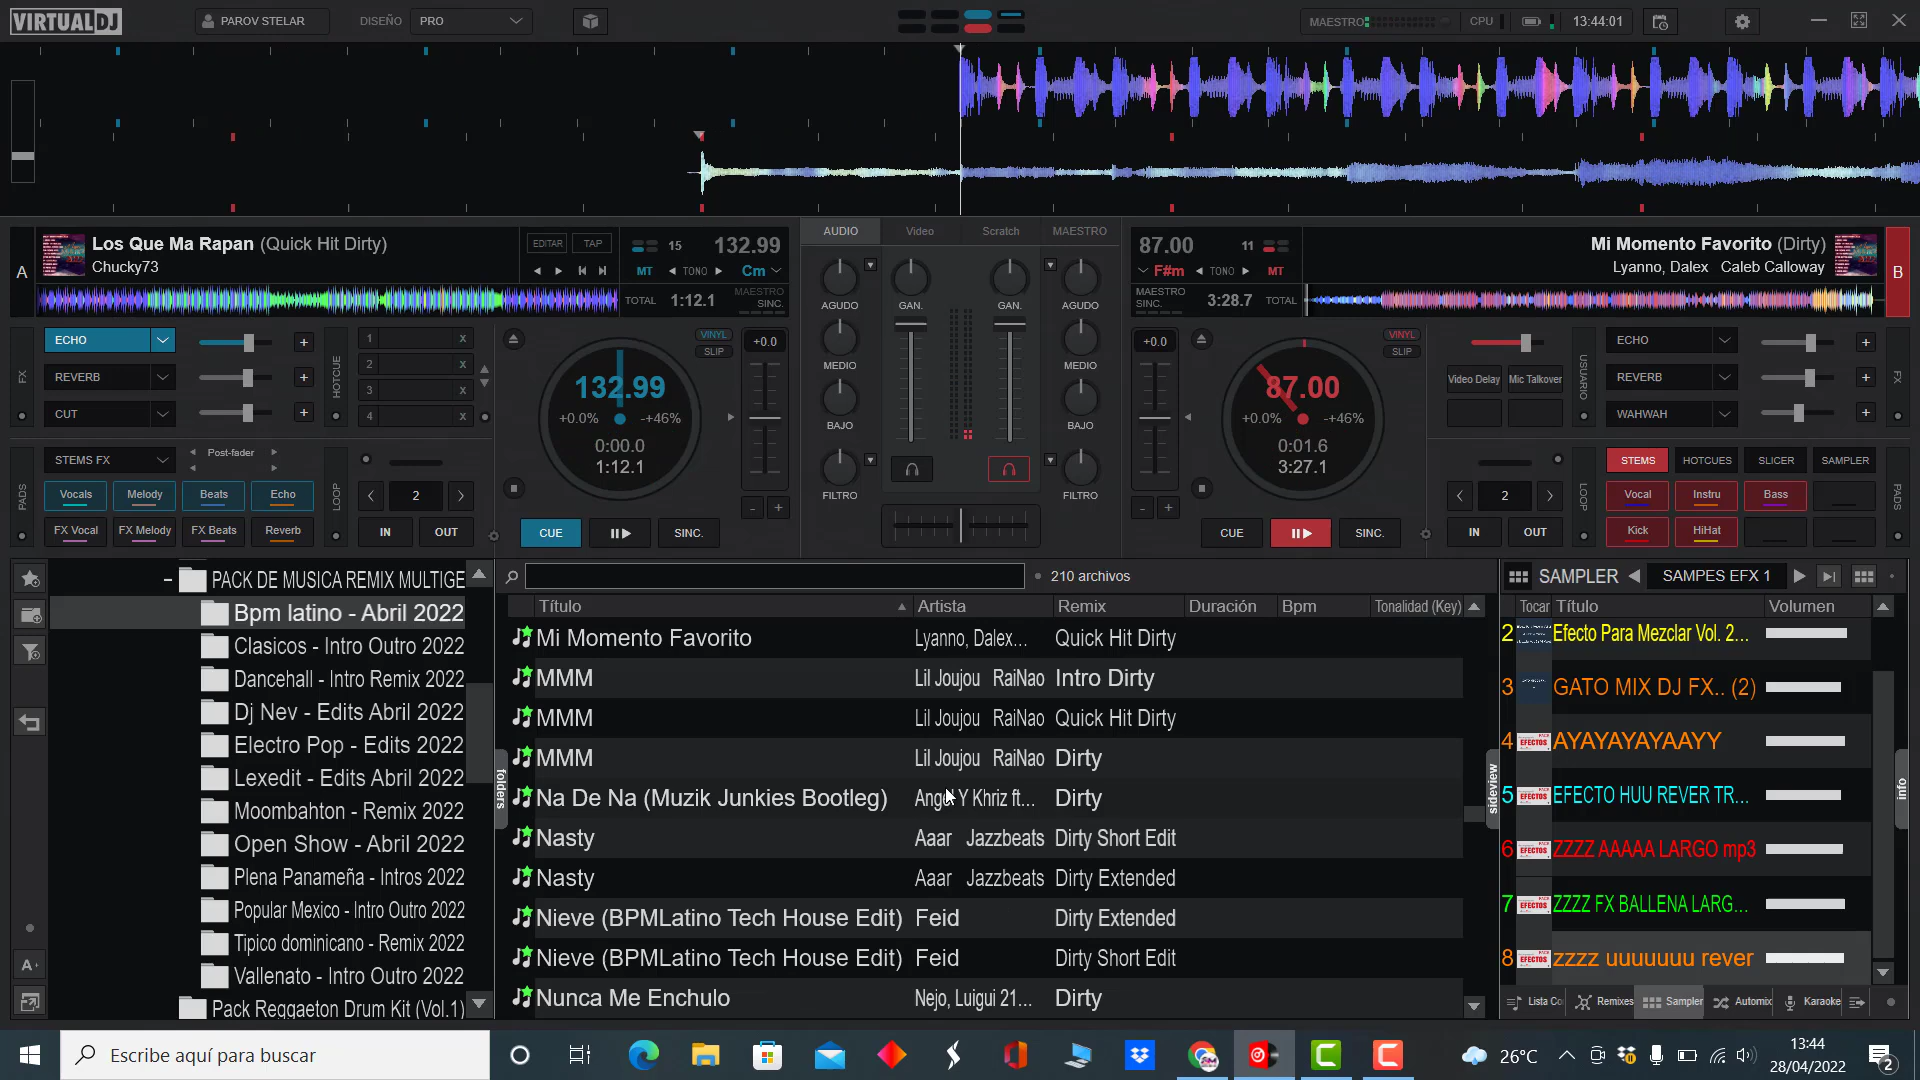 VIRTUALDJ
PAROV STELAR
DISEÑO
PRO
MAESTRO
CPU
13:44:01
A
Los Que Ma Rapan (Quick Hit Dirty)
Chucky73
EDITAR
TAP
15
132.99
MT
TONO
Cm
TOTAL
1:12.1
MAESTRO
SINC.
AUDIO
Video
Scratch
MAESTRO
87.00
11
F#m
TONO
MT
MAESTRO
SINC.
3:28.7
TOTAL
Mi Momento Favorito (Dirty)
Lyanno, Dalex Caleb Calloway
B
AGUDO
GAN.
GAN.
AGUDO
MEDIO
MEDIO
BAJO
BAJO
FILTRO
FILTRO
FX
ECHO
+
REVERB
+
CUT
+
HOTCUE
1 x
2 x
3 x
4 x
VINYL
SLIP
132.99
+0.0%
-+46%
0:00.0
1:12.1
+0.0
- +
PADS
STEMS FX
Post-fader
Vocals
Melody
Beats
Echo
FX Vocal
FX Melody
FX Beats
Reverb
LOOP
2
IN
OUT
CUE
SINC.
+0.0
VINYL
SLIP
87.00
+0.0%
-+46%
0:01.6
3:27.1
- +
CUE
SINC.
Video Delay
Mic Talkover
USUARIO
ECHO
+
REVERB
+
WAHWAH
+
FX
2
IN
OUT
LOOP
STEMS
HOTCUES
SLICER
SAMPLER
Vocal
Instru
Bass
Kick
HiHat
PADS
PACK DE MUSICA REMIX MULTIGE
Bpm latino - Abril 2022
Clasicos - Intro Outro 2022
Dancehall - Intro Remix 2022
Dj Nev - Edits Abril 2022
Electro Pop - Edits 2022
Lexedit - Edits Abril 2022
Moombahton - Remix 2022
Open Show - Abril 2022
Plena Panameña - Intros 2022
Popular Mexico - Intro Outro 2022
Tipico dominicano - Remix 2022
Vallenato - Intro Outro 2022
Pack Reggaeton Drum Kit (Vol.1)
folders
210 archivos
Título Artista Remix Duración Bpm Tonalidad (Key)
Mi Momento Favorito Lyanno, Dalex... Quick Hit Dirty
MMM Lil Joujou RaiNao Intro Dirty
MMM Lil Joujou RaiNao Quick Hit Dirty
MMM Lil Joujou RaiNao Dirty
Na De Na (Muzik Junkies Bootleg) Angel Y Khriz ft... Dirty
Nasty Aaar Jazzbeats Dirty Short Edit
Nasty Aaar Jazzbeats Dirty Extended
Nieve (BPMLatino Tech House Edit) Feid Dirty Extended
Nieve (BPMLatino Tech House Edit) Feid Dirty Short Edit
Nunca Me Enchulo Nejo, Luigui 21... Dirty
sideview
SAMPLER
SAMPES EFX 1
Tocar Título Volumen
2 Efecto Para Mezclar Vol. 2...
3 GATO MIX DJ FX.. (2)
4 EFECTOS AYAYAYAYAAYY
5 EFECTOS EFECTO HUU REVER TR...
6 EFECTOS ZZZZ AAAAA LARGO mp3
7 EFECTOS ZZZZ FX BALLENA LARG...
8 EFECTOS zzzz uuuuuuu rever
info
Lista Co
Remixes
Sampler
Automix
Karaoke
A
Escribe aquí para buscar
26°C
13:44
28/04/2022
2